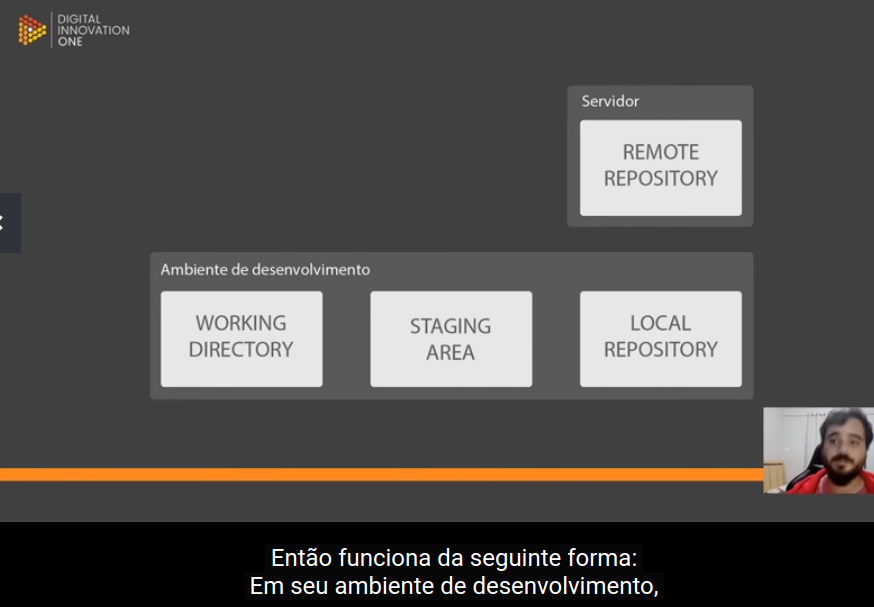 DIGITAL
INNOVATION
ONE
Servidor
REMOTE
REPOSITORY
Ambiente de desenvolvimento
WORKING
DIRECTORY
STAGING
AREA
LOCAL
REPOSITORY
Então funciona da seguinte forma:
Em seu ambiente de desenvolvimento,